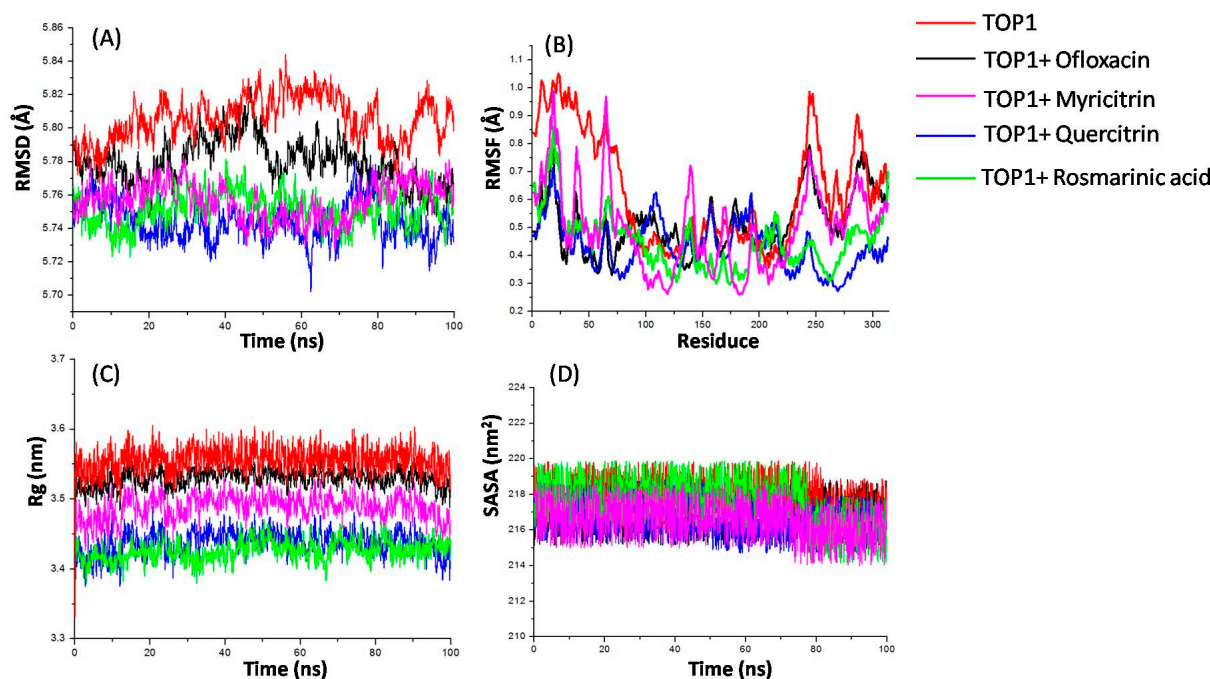 (A)
RMSD (Å)
5.86
5.84
5.82
5.80
5.78
5.76
5.74
5.72
5.70
0 20 40 60 80 100
Time (ns)
(B)
RMSF (Å)
1.1
1.0
0.9
0.8
0.7
0.6
0.5
0.4
0.3
0.2
0 50 100 150 200 250 300
Residuce
TOP1
TOP1+ Ofloxacin
TOP1+ Myricitrin
TOP1+ Quercitrin
TOP1+ Rosmarinic acid
(C)
Rg (nm)
3.7
3.6
3.5
3.4
3.3
0 20 40 60 80 100
Time (ns)
(D)
SASA (nm²)
224
222
220
218
216
214
212
210
0 20 40 60 80 100
Time (ns)